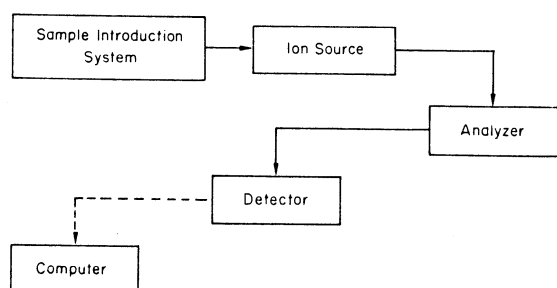 Sample Introduction
System
Ion Source
Analyzer
Detector
Computer